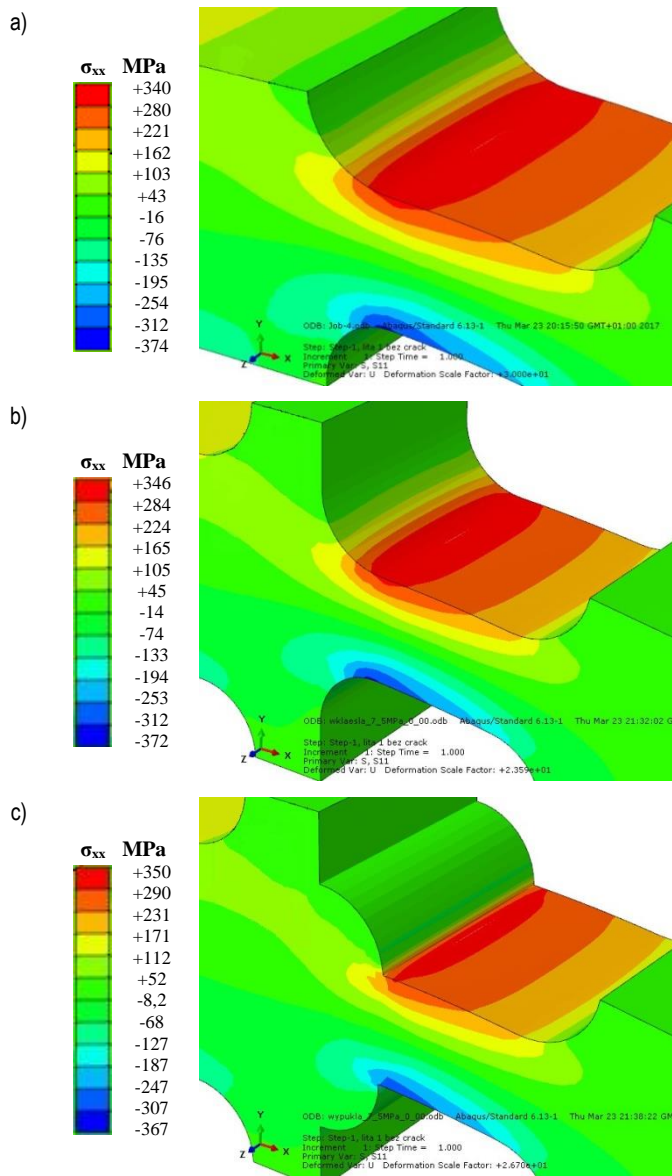 a)
σxx MPa
+340
+280
+221
+162
+103
+43
-16
-76
-135
-195
-254
-312
-374
Y
Z X
ODB: Job-4.odb Abaqus/Standard 6.13-1 Thu Mar 23 20:15:50 GMT+01:00 2017
Step: Step-1, lita 1 bez crack
Increment 1: Step Time = 1.000
Primary Var: S, S11
Deformed Var: U Deformation Scale Factor: +3.000e+01
b)
σxx MPa
+346
+284
+224
+165
+105
+45
-14
-74
-133
-194
-253
-312
-372
Y
Z X
ODB: wklaesla_7_5MPa_0_00.odb Abaqus/Standard 6.13-1 Thu Mar 23 21:32:02 G
Step: Step-1, lita 1 bez crack
Increment 1: Step Time = 1.000
Primary Var: S, S11
Deformed Var: U Deformation Scale Factor: +2.359e+01
c)
σxx MPa
+350
+290
+231
+171
+112
+52
-8,2
-68
-127
-187
-247
-307
-367
Y
Z X
ODB: wypukla_7_5MPa_0_00.odb Abaqus/Standard 6.13-1 Thu Mar 23 21:38:22 GM
Step: Step-1, lita 1 bez crack
Increment 1: Step Time = 1.000
Primary Var: S, S11
Deformed Var: U Deformation Scale Factor: +2.670e+01